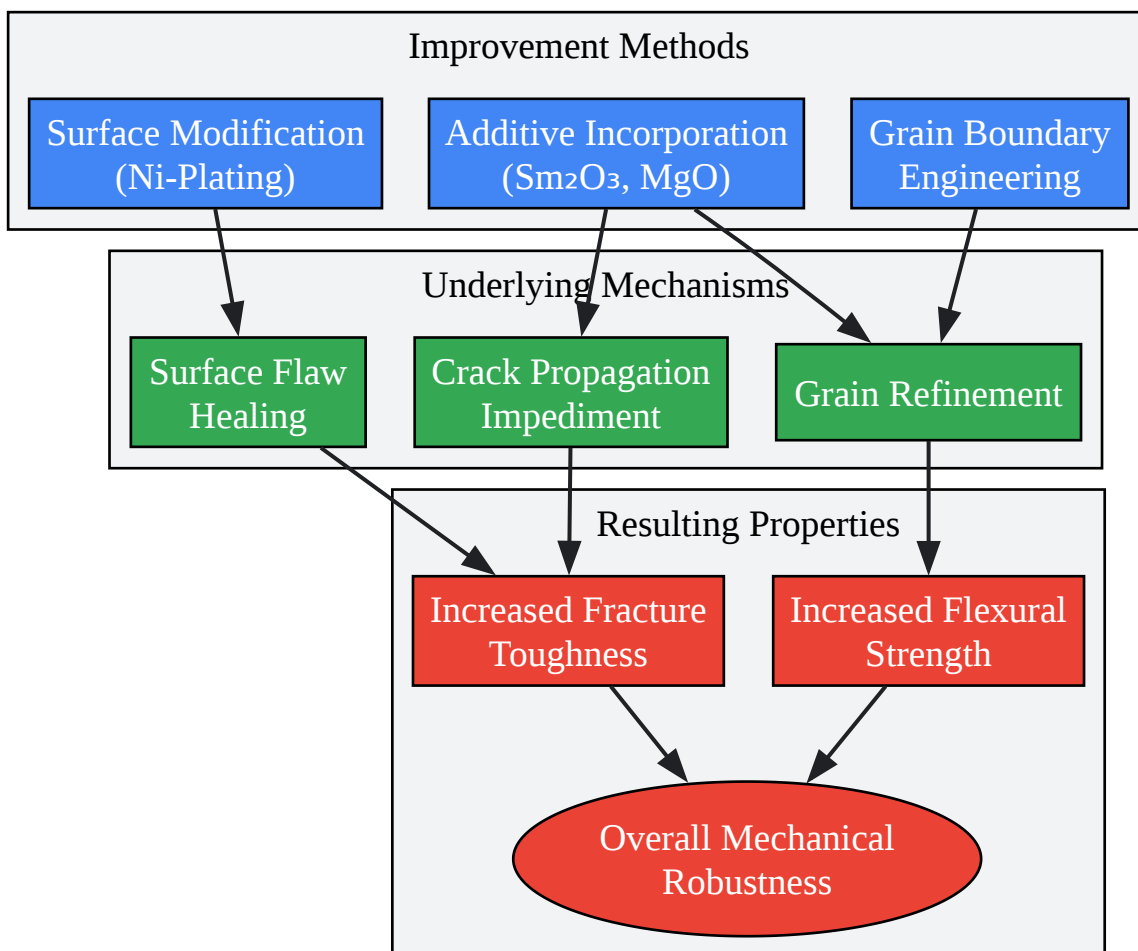 Improvement Methods
Surface Modification
(Ni-Plating)
Additive Incorporation
(Sm₂O₃, MgO)
Grain Boundary
Engineering
Underlying Mechanisms
Surface Flaw
Healing
Crack Propagation
Impediment
Grain Refinement
Resulting Properties
Increased Fracture
Toughness
Increased Flexural
Strength
Overall Mechanical
Robustness